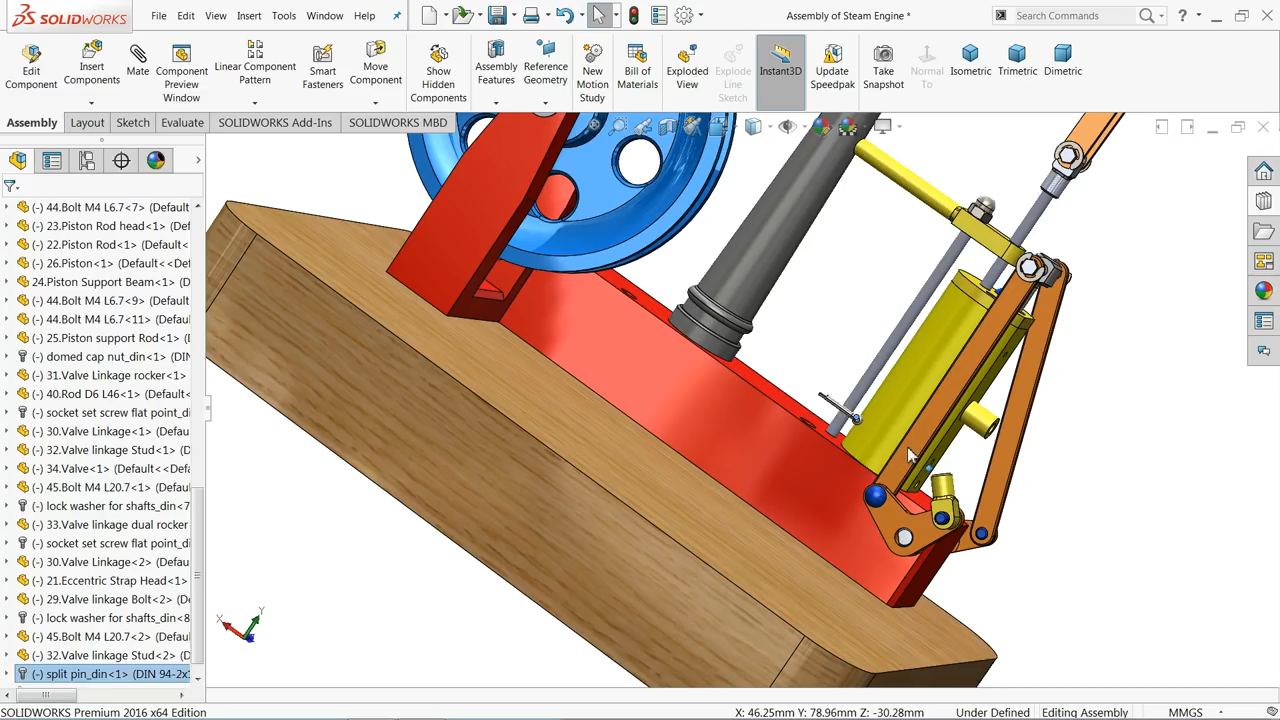 SOLIDWORKS
File
Edit
View
Insert
Tools
Window
Help
Assembly of Steam Engine *
Search Commands
Edit Component
Insert Components
Mate
Component Preview Window
Linear Component Pattern
Smart Fasteners
Move Component
Show Hidden Components
Assembly Features
Reference Geometry
New Motion Study
Bill of Materials
Exploded View
Explode Line Sketch
Instant3D
Update Speedpak
Take Snapshot
Normal To
Isometric
Trimetric
Dimetric
Assembly
Layout
Sketch
Evaluate
SOLIDWORKS Add-Ins
SOLIDWORKS MBD
(-) 44.Bolt M4 L6.7<7> (Default
(-) 23.Piston Rod head<1> (Def
(-) 22.Piston Rod<1> (Default<
(-) 26.Piston<1> (Default<<Def
24.Piston Support Beam<1> (D
(-) 44.Bolt M4 L6.7<9> (Default
(-) 44.Bolt M4 L6.7<11> (Defaul
(-) 25.Piston support Rod<1> (D
(-) domed cap nut_din<1> (DIN
(-) 31.Valve Linkage rocker<1>
(-) 40.Rod D6 L46<1> (Default<
(-) socket set screw flat point_di
(-) 30.Valve Linkage<1> (Defau
(-) 32.Valve linkage Stud<1> (D
(-) 34.Valve<1> (Default<<Defa
(-) 45.Bolt M4 L20.7<1> (Defaul
(-) lock washer for shafts_din<7
(-) 33.Valve linkage dual rocker
(-) socket set screw flat point_di
(-) 30.Valve Linkage<2> (Defau
(-) 21.Eccentric Strap Head<1>
(-) 29.Valve linkage Bolt<2> (De
(-) lock washer for shafts_din<8
(-) 45.Bolt M4 L20.7<2> (Defaul
(-) 32.Valve linkage Stud<2> (D
(-) split pin_din<1> (DIN 94-2x
X
Y
SOLIDWORKS Premium 2016 x64 Edition
X: 46.25mm Y: 78.96mm Z: -30.28mm
Under Defined
Editing Assembly
MMGS